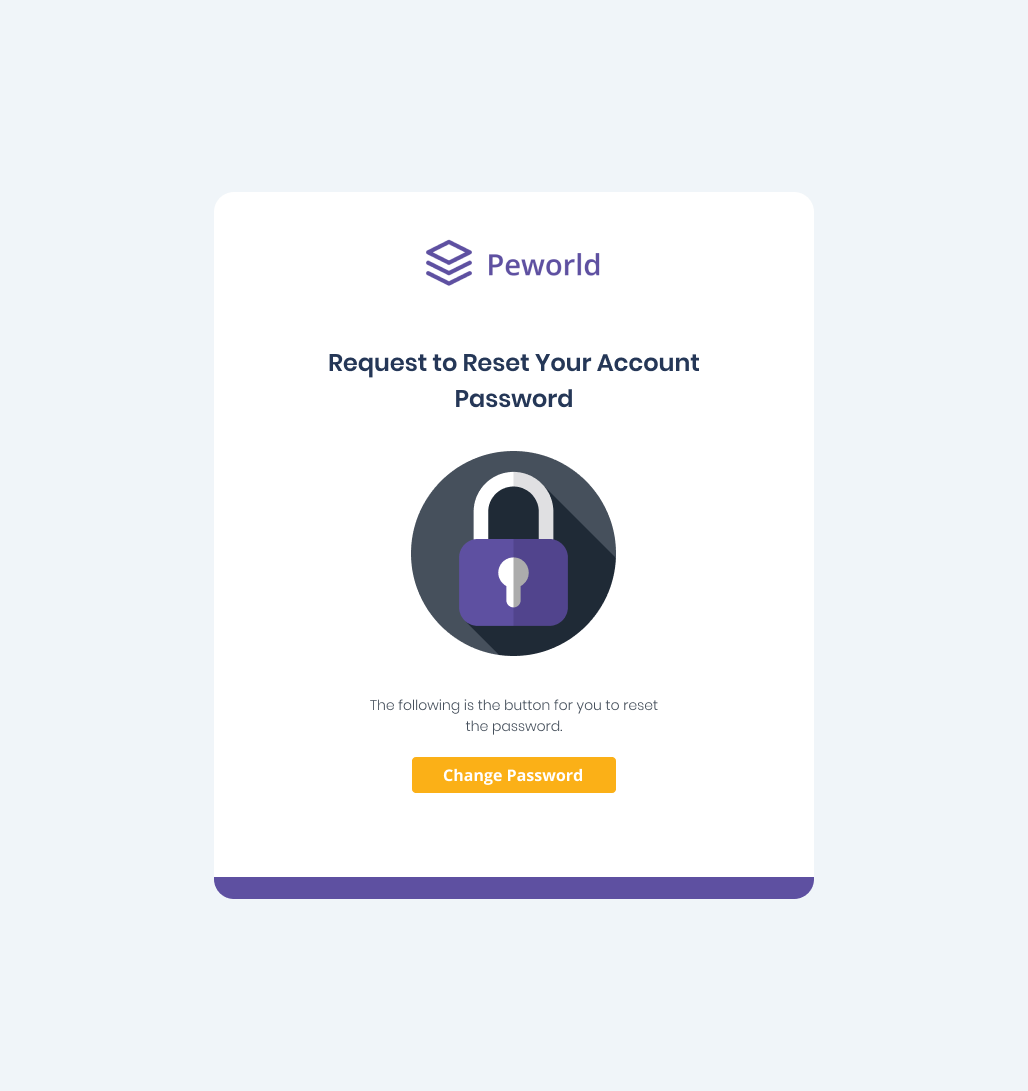 Peworld
Request to Reset Your Account
Password
The following is the button for you to reset
the password.
Change Password